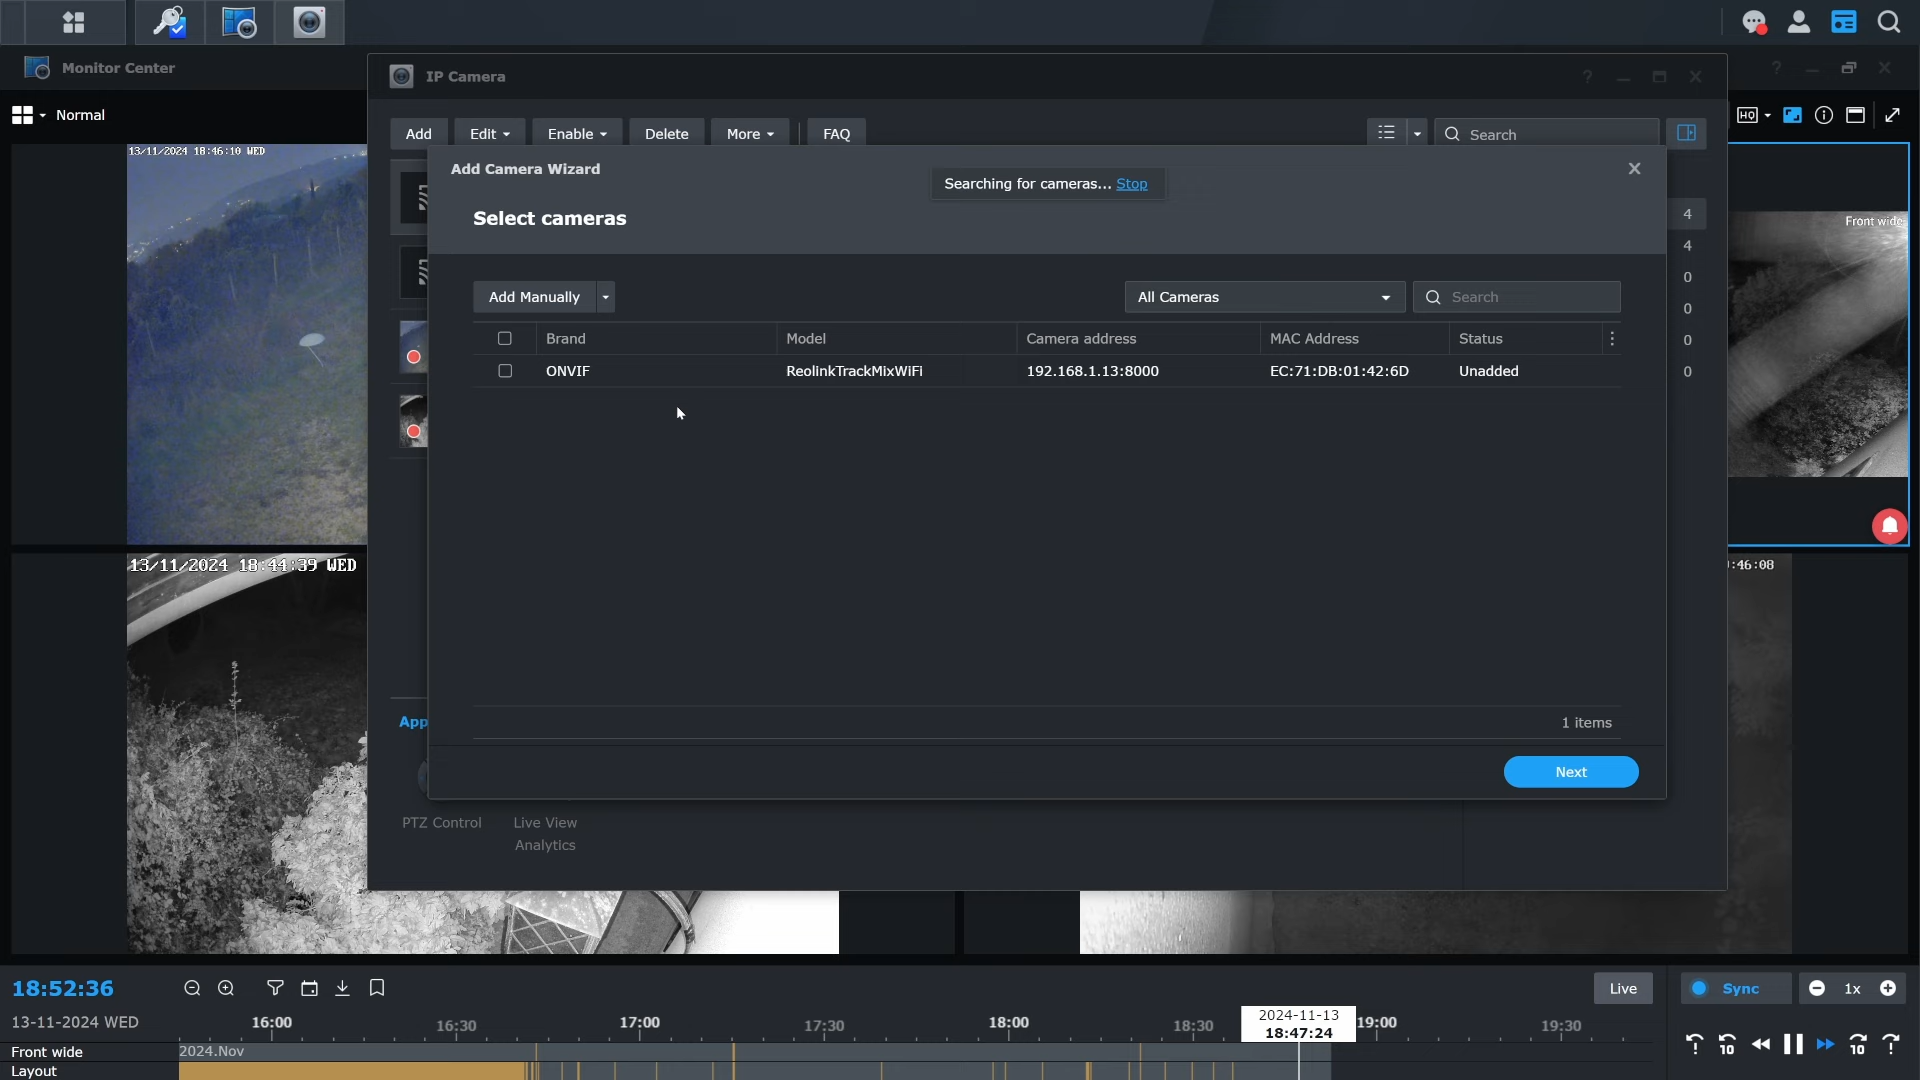 Monitor Center
IP Camera
Normal
Add
Edit
Enable
Delete
More
FAQ
Search
HQ
13/11/2024 18:46:10 WED
Add Camera Wizard
Searching for cameras... Stop
Select cameras
4
4
0
0
0
0
Front wide
Add Manually
All Cameras
Search
Brand
Model
Camera address
MAC Address
Status
ONVIF
ReolinkTrackMixWiFi
192.168.1.13:8000
EC:71:DB:01:42:6D
Unadded
13/11/2024 18:44:39 WED
:46:08
App
1 items
Next
PTZ Control
Live View
Analytics
18:52:36
Live
Sync
1x
13-11-2024 WED
16:00
16:30
17:00
17:30
18:00
18:30
2024-11-13
18:47:24
19:00
19:30
10
10
Front wide
2024.Nov
Layout